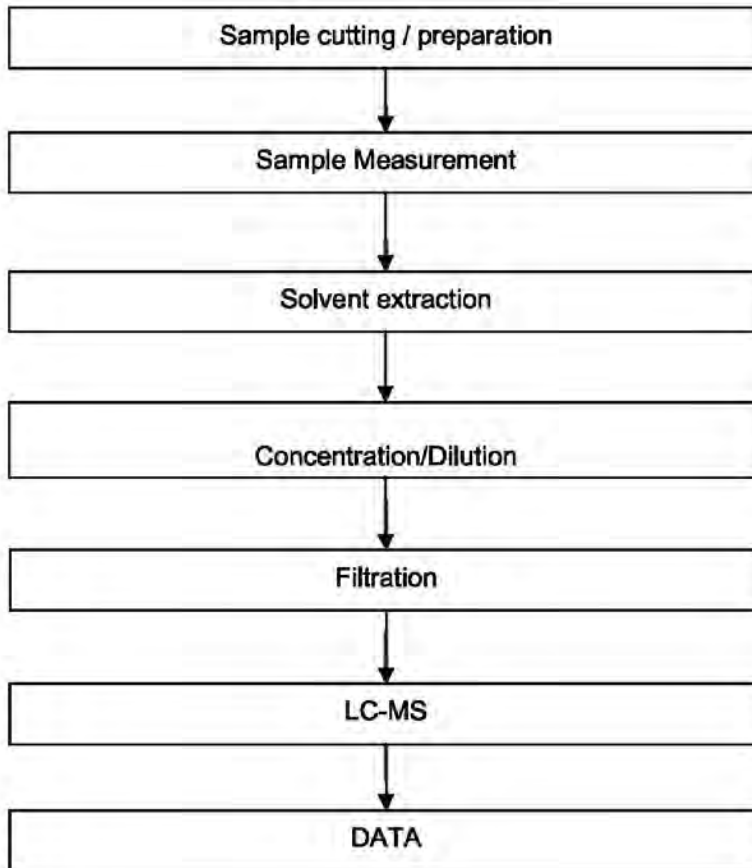 Sample cutting / preparation
Sample Measurement
Solvent extraction
Concentration/Dilution
Filtration
LC-MS
DATA